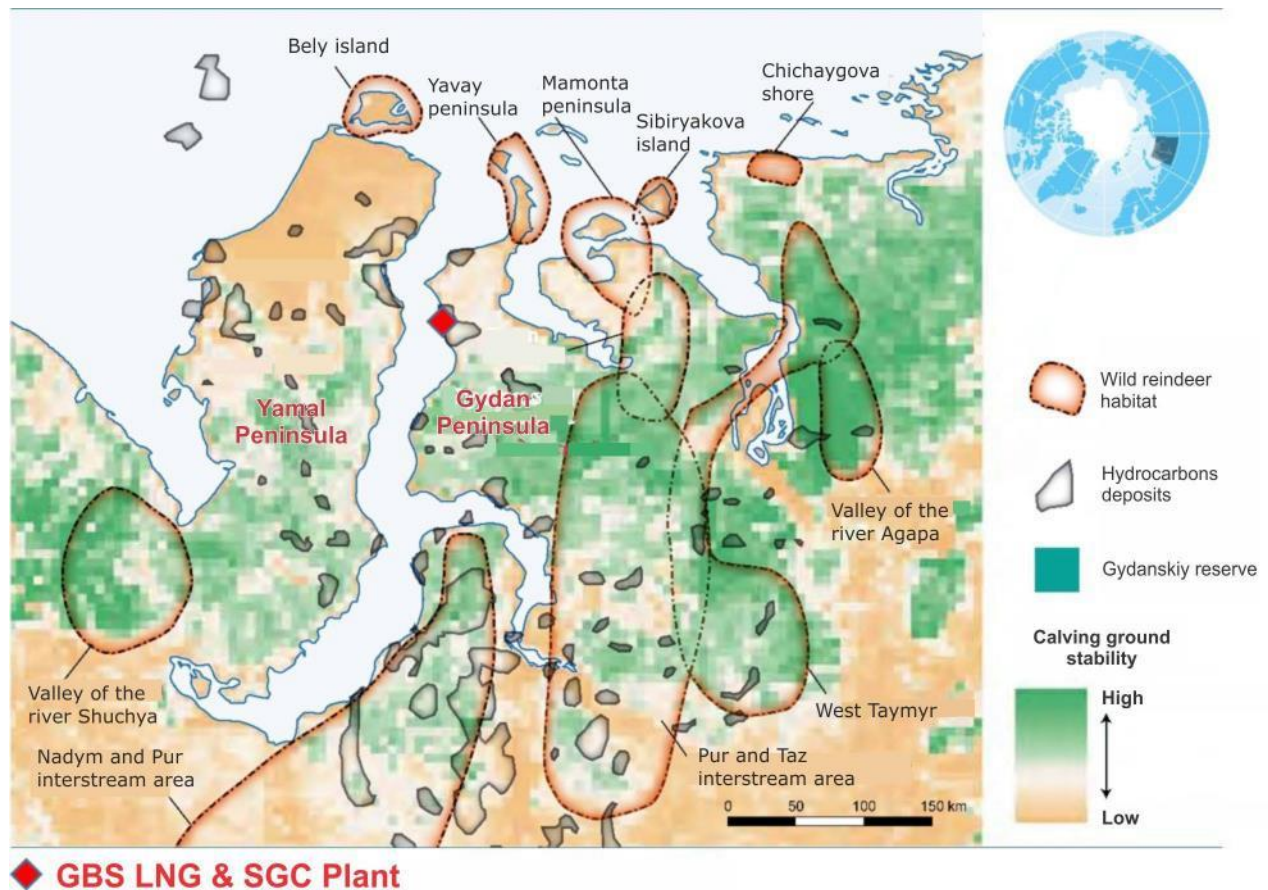 Bely island
Yavay
peninsula
Mamonta
peninsula
Sibiryakova
island
Chichaygova
shore
Yamal
Peninsula
Gydan
Peninsula
Valley of the
river Agapa
Valley of the
river Shuchya
Nadym and Pur
interstream area
West Taymyr
Pur and Taz
interstream area
0 50 100 150 km
Wild reindeer
habitat
Hydrocarbons
deposits
Gydanskiy reserve
Calving ground
stability
High
Low
GBS LNG & SGC Plant